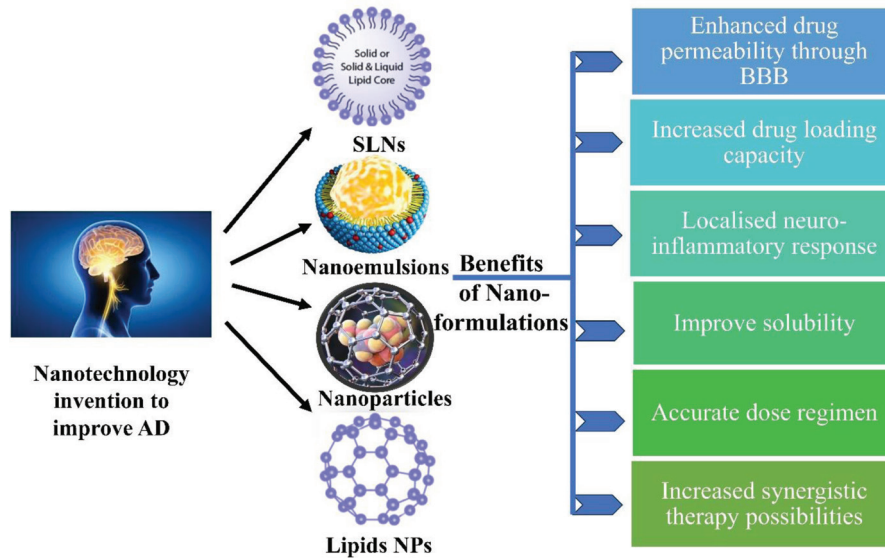 Nanotechnology
invention to
improve AD
Solid or
Solid & Liquid
Lipid Core
SLNs
Nanoemulsions
Nanoparticles
Lipids NPs
Benefits
of Nano-
formulations
Enhanced drug
permeability through
BBB
Increased drug loading
capacity
Localised neuro-
inflammatory response
Improve solubility
Accurate dose regimen
Increased synergistic
therapy possibilities